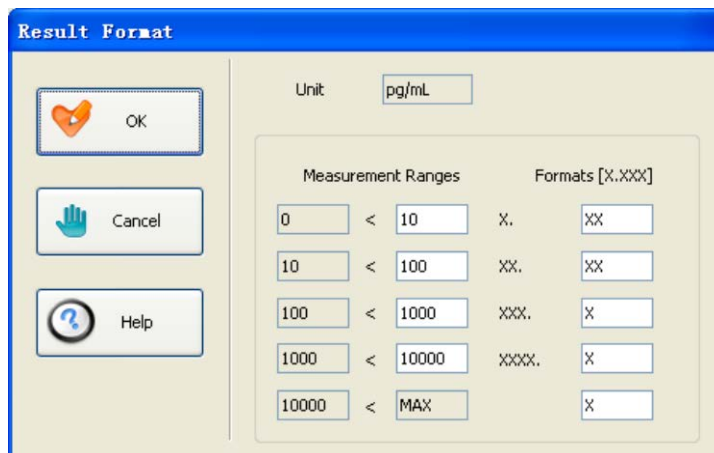 Result Format
OK
Cancel
Help
Unit pg/mL
Measurement Ranges Formats [X.XXX]
0 < 10 X. XX
10 < 100 XX. XX
100 < 1000 XXX. X
1000 < 10000 XXXX. X
10000 < MAX X